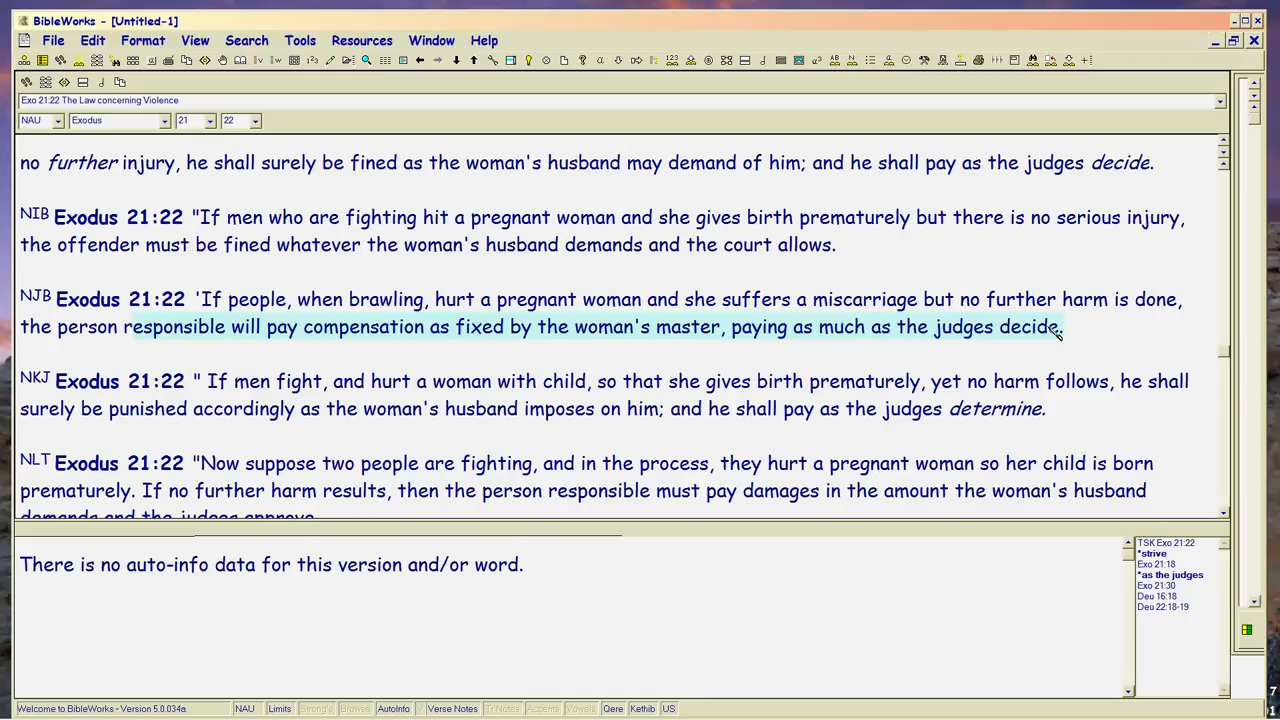 BibleWorks - [Untitled-1]
File Edit Format View Search Tools Resources Window Help
Exo 21:22 The Law concerning Violence
NAU Exodus 21 22
no further injury, he shall surely be fined as the woman's husband may demand of him; and he shall pay as the judges decide.
NIB Exodus 21:22 "If men who are fighting hit a pregnant woman and she gives birth prematurely but there is no serious injury,
the offender must be fined whatever the woman's husband demands and the court allows.
NJB Exodus 21:22 'If people, when brawling, hurt a pregnant woman and she suffers a miscarriage but no further harm is done,
the person responsible will pay compensation as fixed by the woman's master, paying as much as the judges decide.
NKJ Exodus 21:22 " If men fight, and hurt a woman with child, so that she gives birth prematurely, yet no harm follows, he shall
surely be punished accordingly as the woman's husband imposes on him; and he shall pay as the judges determine.
NLT Exodus 21:22 "Now suppose two people are fighting, and in the process, they hurt a pregnant woman so her child is born
prematurely. If no further harm results, then the person responsible must pay damages in the amount the woman's husband
demands and the judges approve.
There is no auto-info data for this version and/or word.
TSK Exo 21:22
*strive
Exo 21:18
*as the judges
Exo 21:30
Deu 16:18
Deu 22:18-19
Welcome to BibleWorks - Version 5.0.034a NAU Limits Strong's Browse AutoInfo Verse Notes Tr Notes Accents Vowels Qere Kethib US
7
1